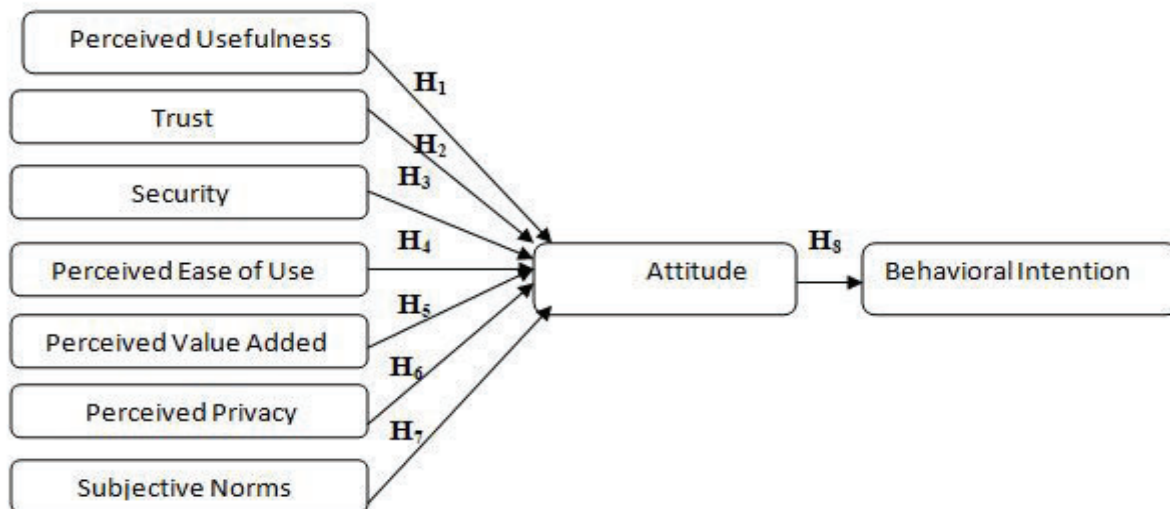 Perceived Usefulness
H1
Trust
H2
H3
Security
H4
Perceived Ease of Use
H5
Perceived Value Added
H6
Perceived Privacy
H7
Subjective Norms
Attitude
H8
Behavioral Intention